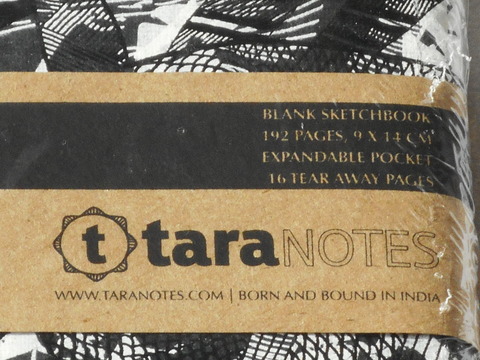 BLANK SKETCHBOOK
192 PAGES, 9 X 14 CM
EXPANDABLE POCKET
16 TEAR AWAY PAGES
t taraNOTES
WWW.TARANOTES.COM | BORN AND BOUND IN INDIA